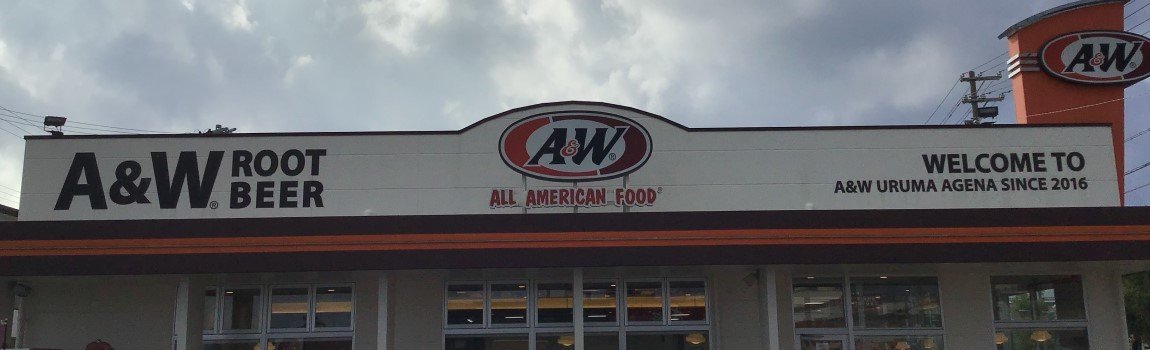 A&W® ROOT
BEER
A&W®
ALL AMERICAN FOOD®
WELCOME TO
A&W URUMA AGENA SINCE 2016
A&W®